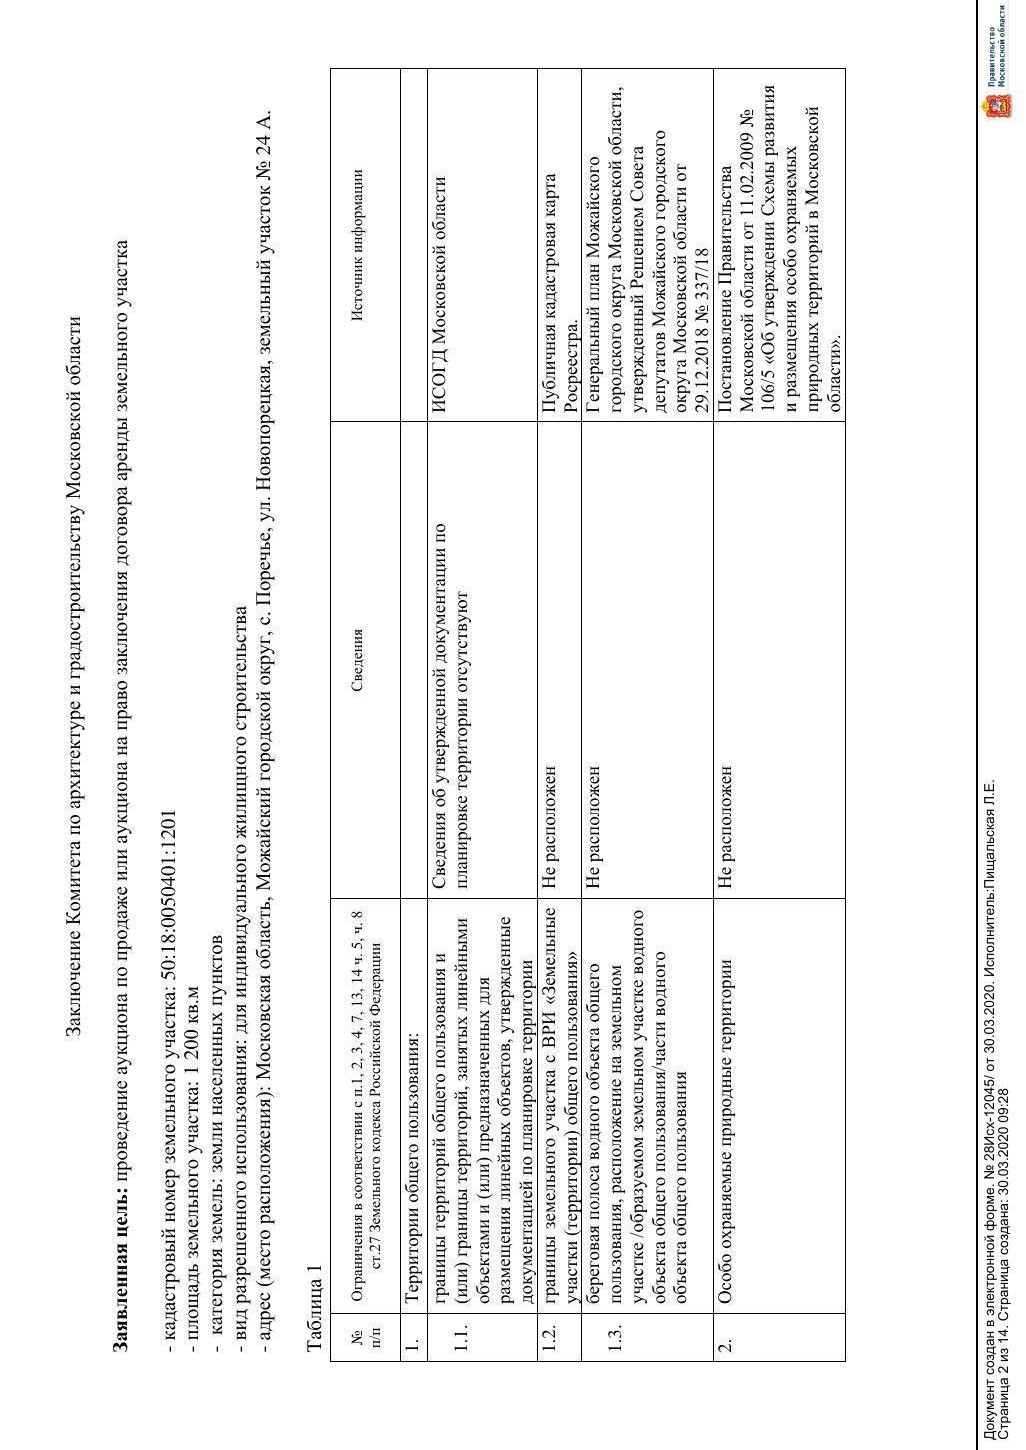 Заключение Комитета по архитектуре и градостроительству Московской области
Заявленная цель: проведение аукциона по продаже или аукциона на право заключения договора аренды земельного участка
- кадастровый номер земельного участка: 50:18:0050401:1201
- площадь земельного участка: 1 200 кв.м
- категория земель: земли населенных пунктов
- вид разрешенного использования: для индивидуального жилищного строительства
- адрес (место расположения): Московская область, Можайский городской округ, с. Поречье, ул. Новопорецкая, земельный участок № 24 А.
Таблица 1
№
п/п
Ограничения в соответствии с п.1, 2, 3, 4, 7, 13, 14 ч. 5, ч. 8
ст.27 Земельного кодекса Российской Федерации
Сведения
Источник информации
1.
Территории общего пользования:
1.1.
границы территорий общего пользования и
(или) границы территорий, занятых линейными
объектами и (или) предназначенных для
размещения линейных объектов, утвержденные
документацией по планировке территории
Сведения об утвержденной документации по
планировке территории отсутствуют
ИСОГД Московской области
1.2.
границы земельного участка с ВРИ «Земельные
участки (территории) общего пользования»
Не расположен
Публичная кадастровая карта
Росреестра.
1.3.
береговая полоса водного объекта общего
пользования, расположение на земельном
участке /образуемом земельном участке водного
объекта общего пользования/части водного
объекта общего пользования
Не расположен
Генеральный план Можайского
городского округа Московской области,
утвержденный Решением Совета
депутатов Можайского городского
округа Московской области от
29.12.2018 № 337/18
2.
Особо охраняемые природные территории
Не расположен
Постановление Правительства
Московской области от 11.02.2009 №
106/5 «Об утверждении Схемы развития
и размещения особо охраняемых
природных территорий в Московской
области».
Документ создан в электронной форме. № 28Исх-12045/ от 30.03.2020. Исполнитель:Пищальская Л.Е.
Страница 2 из 14. Страница создана: 30.03.2020 09:28
Правительство
Московской области